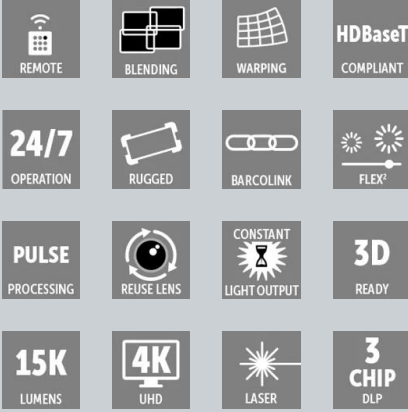 REMOTE
BLENDING
WARPING
HDBaseT
COMPLIANT
24/7
OPERATION
RUGGED
BARCOLINK
FLEX²
PULSE
PROCESSING
REUSE LENS
CONSTANT
LIGHT OUTPUT
3D
READY
15K
LUMENS
4K
UHD
LASER
3
CHIP
DLP